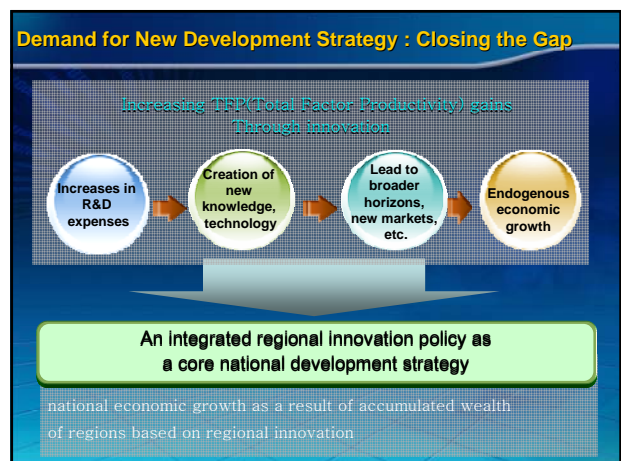 Demand for New Development Strategy : Closing the Gap
Increasing TFP(Total Factor Productivity) gains
Through innovation
Increases in
R&D
expenses
Creation of
new
knowledge,
technology
Lead to
broader
horizons,
new markets,
etc.
Endogenous
economic
growth
An integrated regional innovation policy as
a core national development strategy
national economic growth as a result of accumulated wealth
of regions based on regional innovation